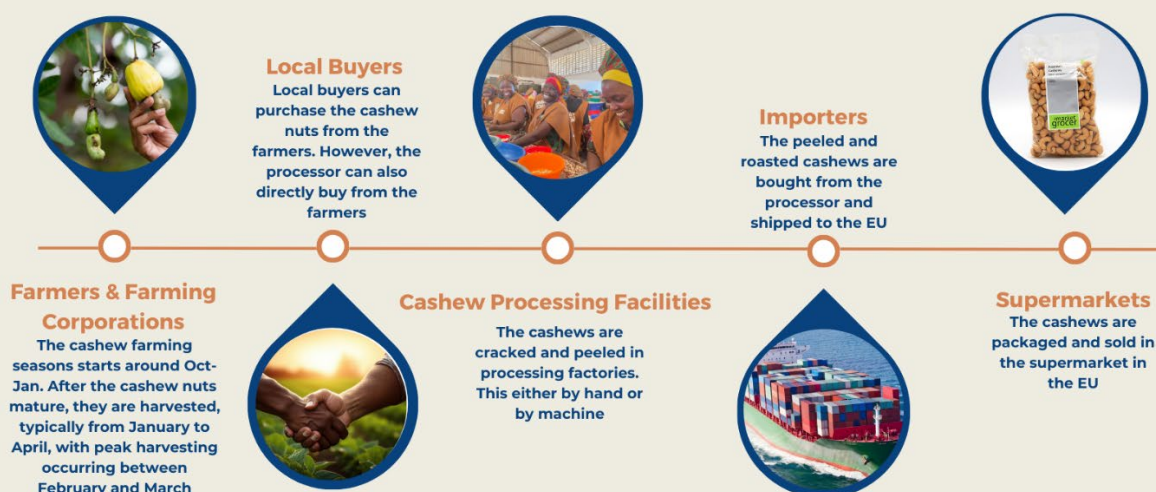 Farmers & Farming
Corporations
The cashew farming
seasons starts around Oct-
Jan. After the cashew nuts
mature, they are harvested,
typically from January to
April, with peak harvesting
occurring between
February and March
Local Buyers
Local buyers can
purchase the cashew
nuts from the
farmers. However, the
processor can also
directly buy from the
farmers
Cashew Processing Facilities
The cashews are
cracked and peeled in
processing factories.
This either by hand or
by machine
Importers
The peeled and
roasted cashews are
bought from the
processor and
shipped to the EU
grocer
Supermarkets
The cashews are
packaged and sold in
the supermarket in
the EU